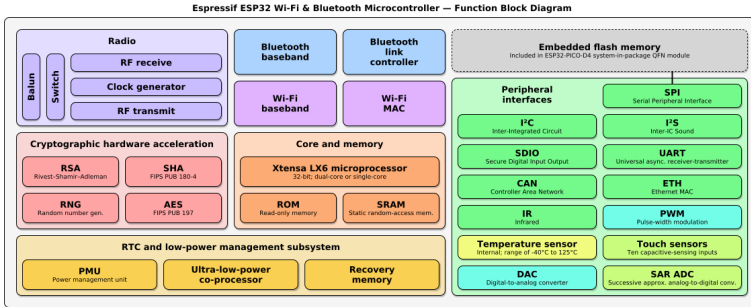 Espressif ESP32 Wi-Fi & Bluetooth Microcontroller — Function Block Diagram
Radio
Balun
Switch
RF receive
Clock generator
RF transmit
Bluetooth
baseband
Bluetooth
link
controller
Wi-Fi
baseband
Wi-Fi
MAC
Embedded flash memory
Included in ESP32-PICO-D4 system-in-package QFN module
Cryptographic hardware acceleration
RSA
Rivest–Shamir–Adleman
SHA
FIPS PUB 180-4
RNG
Random number gen.
AES
FIPS PUB 197
Core and memory
Xtensa LX6 microprocessor
32-bit; dual-core or single-core
ROM
Read-only memory
SRAM
Static random-access mem.
RTC and low-power management subsystem
PMU
Power management unit
Ultra-low-power
co-processor
Recovery
memory
Peripheral
interfaces
SPI
Serial Peripheral Interface
I²C
Inter-Integrated Circuit
I²S
Inter-IC Sound
SDIO
Secure Digital Input Output
UART
Universal async. receiver-transmitter
CAN
Controller Area Network
ETH
Ethernet MAC
IR
Infrared
PWM
Pulse-width modulation
Temperature sensor
Internal; range of -40°C to 125°C
Touch sensors
Ten capacitive-sensing inputs
DAC
Digital-to-analog converter
SAR ADC
Successive approx. analog-to-digital conv.